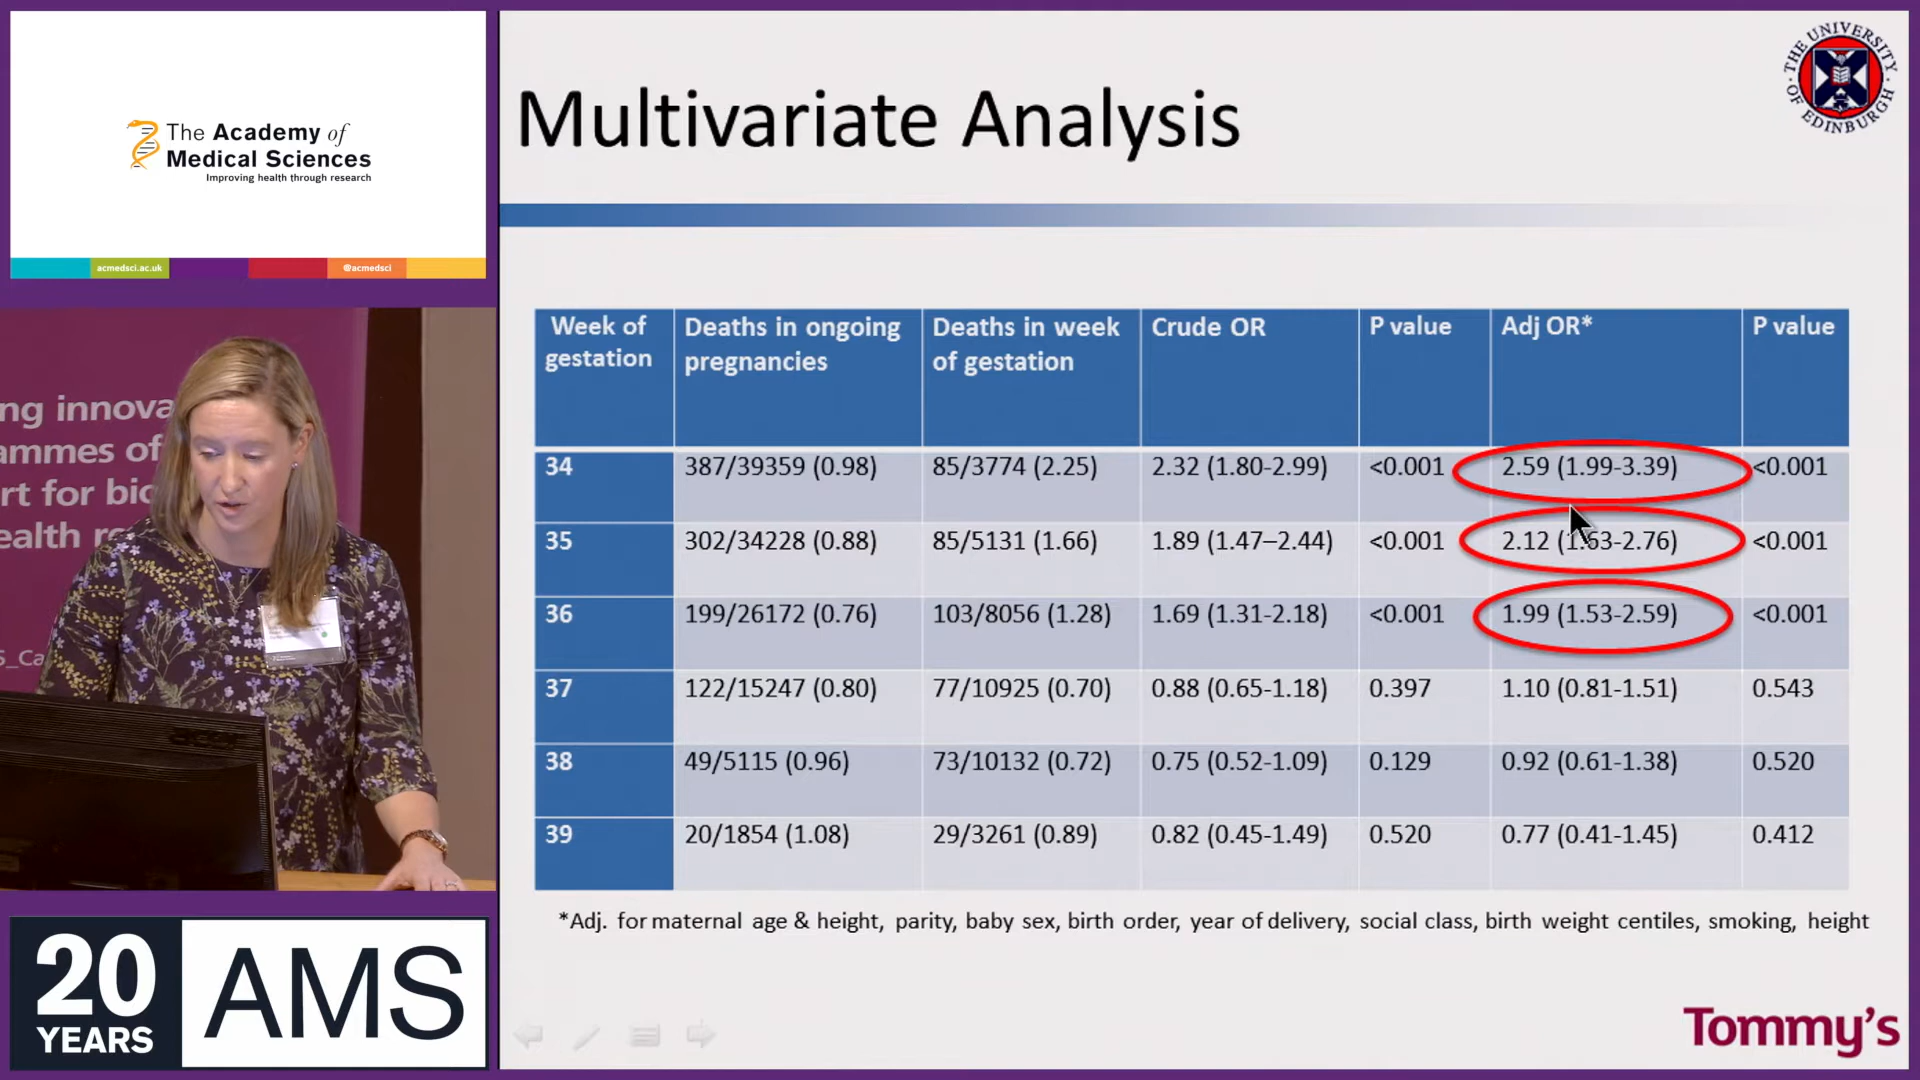 The Academy of
Medical Sciences
Improving health through research
acmedsci.ac.uk
@acmedsci
ng innova
ammes of
rt for bio
ealth re
S_Ca
20
YEARS
AMS
THE UNIVERSITY OF EDINBURGH
Multivariate Analysis
Week of gestation Deaths in ongoing pregnancies Deaths in week of gestation Crude OR P value Adj OR* P value
34 387/39359 (0.98) 85/3774 (2.25) 2.32 (1.80-2.99) <0.001 2.59 (1.99-3.39) <0.001
35 302/34228 (0.88) 85/5131 (1.66) 1.89 (1.47–2.44) <0.001 2.12 (1.63-2.76) <0.001
36 199/26172 (0.76) 103/8056 (1.28) 1.69 (1.31-2.18) <0.001 1.99 (1.53-2.59) <0.001
37 122/15247 (0.80) 77/10925 (0.70) 0.88 (0.65-1.18) 0.397 1.10 (0.81-1.51) 0.543
38 49/5115 (0.96) 73/10132 (0.72) 0.75 (0.52-1.09) 0.129 0.92 (0.61-1.38) 0.520
39 20/1854 (1.08) 29/3261 (0.89) 0.82 (0.45-1.49) 0.520 0.77 (0.41-1.45) 0.412
*Adj. for maternal age & height, parity, baby sex, birth order, year of delivery, social class, birth weight centiles, smoking, height
Tommy's